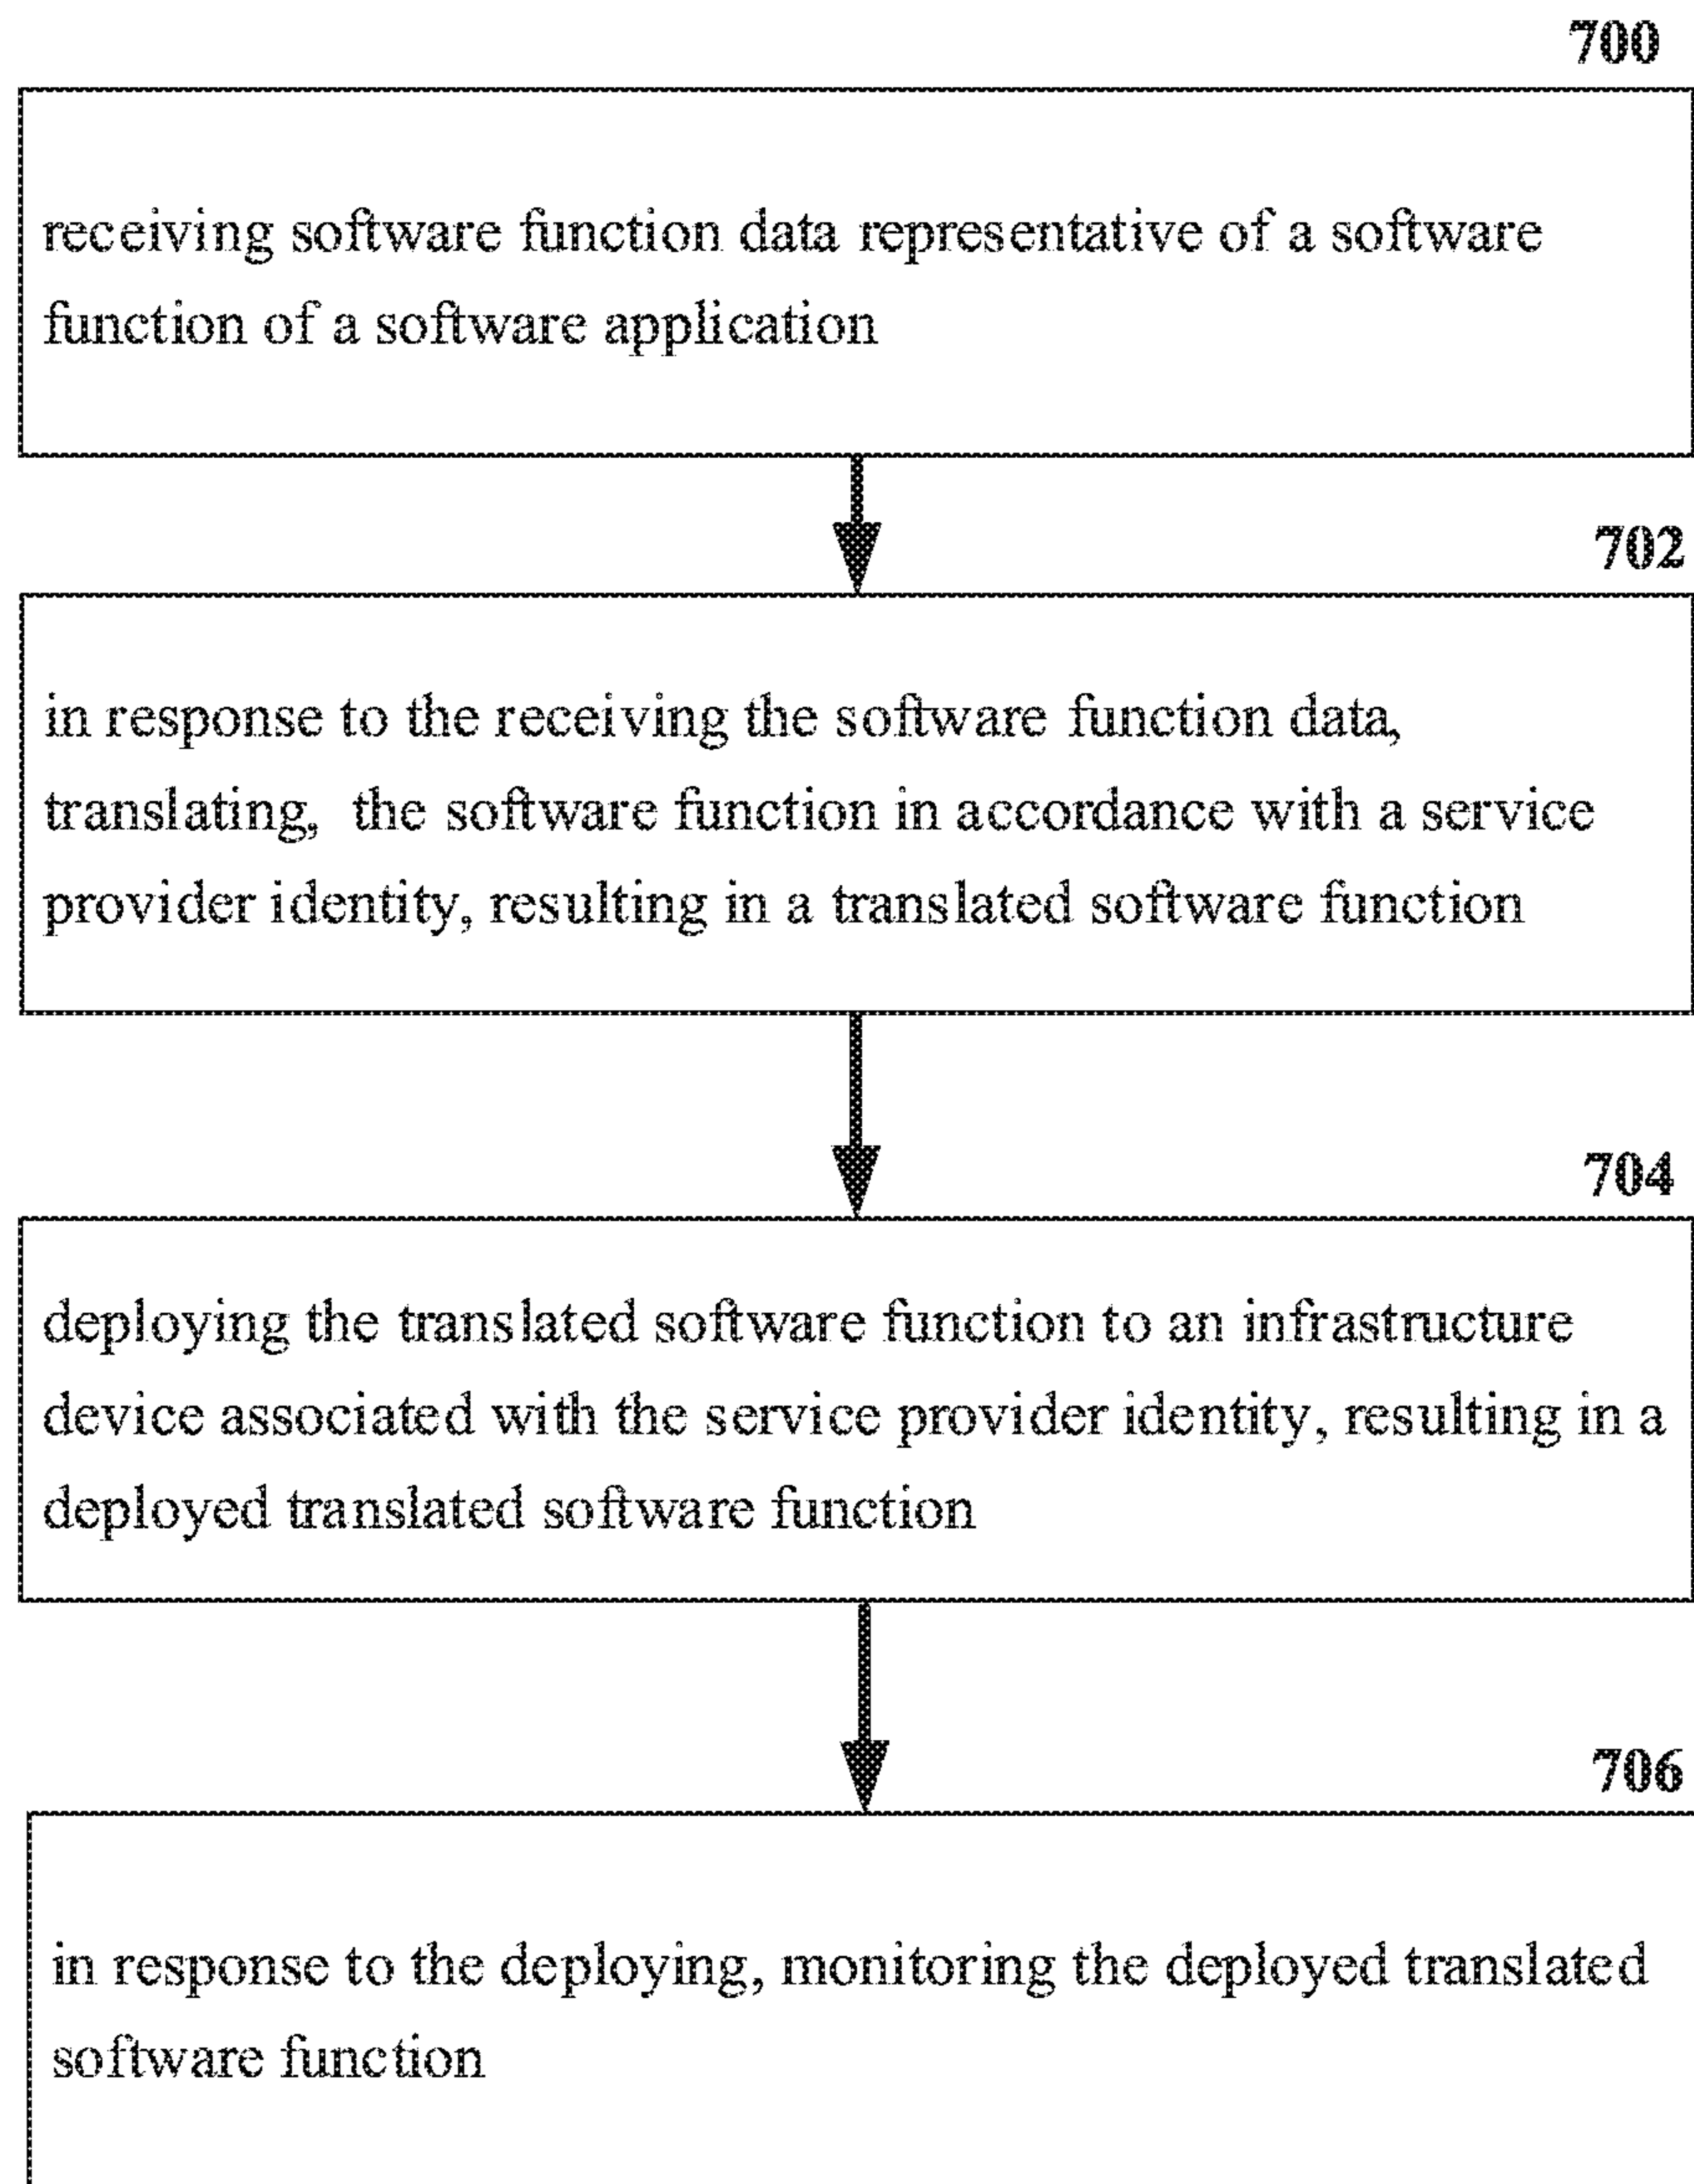 700
receiving software function data representative of a software
function of a software application
702
in response to the receiving the software function data,
translating, the software function in accordance with a service
provider identity, resulting in a translated software function
704
deploying the translated software function to an infrastructure
device associated with the service provider identity, resulting in a
deployed translated software function
706
in response to the deploying, monitoring the deployed translated
software function